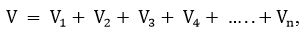 V = V₁ + V₂ + V₃ + V₄ + ..... + Vₙ,